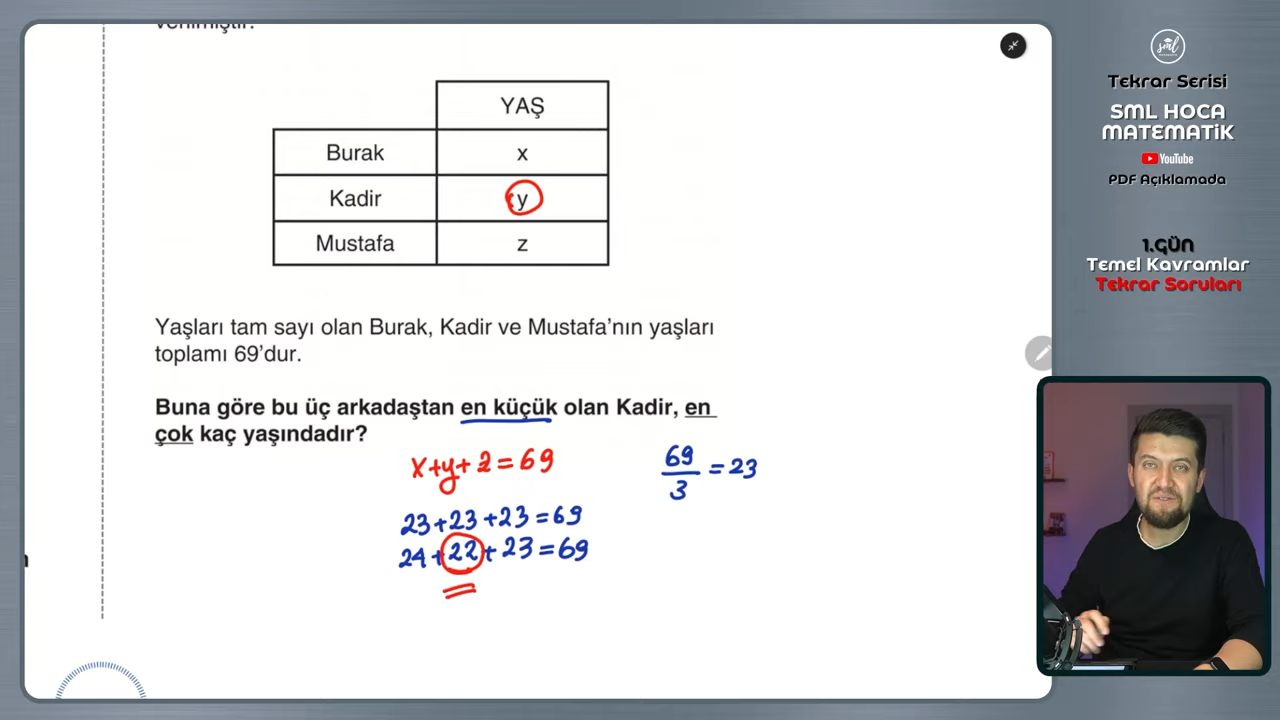 YAŞ
Burak x
Kadir y
Mustafa z
Yaşları tam sayı olan Burak, Kadir ve Mustafa'nın yaşları
toplamı 69'dur.
Buna göre bu üç arkadaştan en küçük olan Kadir, en
çok kaç yaşındadır?
x+y+z=69
69/3=23
23+23+23=69
24+22+23=69
sml
Tekrar Serisi
SML HOCA
MATEMATİK
YouTube
PDF Açıklamada
1.GÜN
Temel Kavramlar
Tekrar Soruları